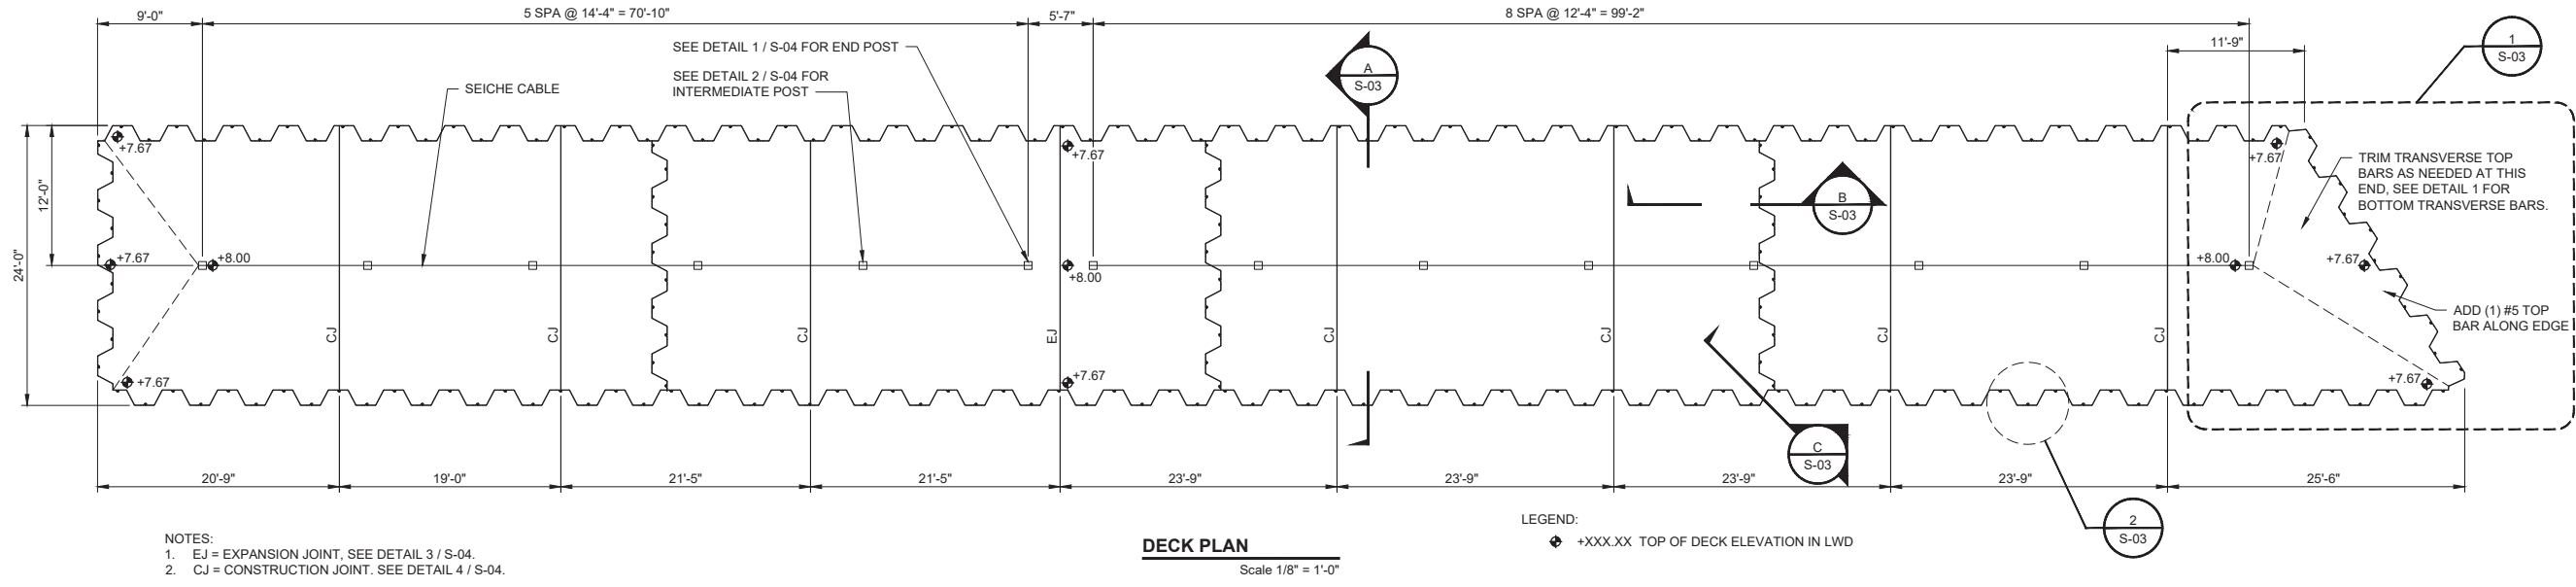 9'-0"
5 SPA @ 14'-4" = 70'-10"
5'-7"
8 SPA @ 12'-4" = 99'-2"
11'-9"
1
S-03
SEE DETAIL 1 / S-04 FOR END POST
SEE DETAIL 2 / S-04 FOR
INTERMEDIATE POST
SEICHE CABLE
A
S-03
+7.67
+7.67
+7.67
TRIM TRANSVERSE TOP
BARS AS NEEDED AT THIS
END, SEE DETAIL 1 FOR
BOTTOM TRANSVERSE BARS.
12'-0"
24'-0"
B
S-03
+7.67
+8.00
+8.00
+8.00
+7.67
ADD (1) #5 TOP
BAR ALONG EDGE
CJ
CJ
CJ
EJ
CJ
CJ
CJ
CJ
+7.67
+7.67
+7.67
C
S-03
20'-9"
19'-0"
21'-5"
21'-5"
23'-9"
23'-9"
23'-9"
23'-9"
25'-6"
2
S-03
NOTES:
1. EJ = EXPANSION JOINT, SEE DETAIL 3 / S-04.
2. CJ = CONSTRUCTION JOINT. SEE DETAIL 4 / S-04.
DECK PLAN
Scale 1/8" = 1'-0"
LEGEND:
+XXX.XX TOP OF DECK ELEVATION IN LWD